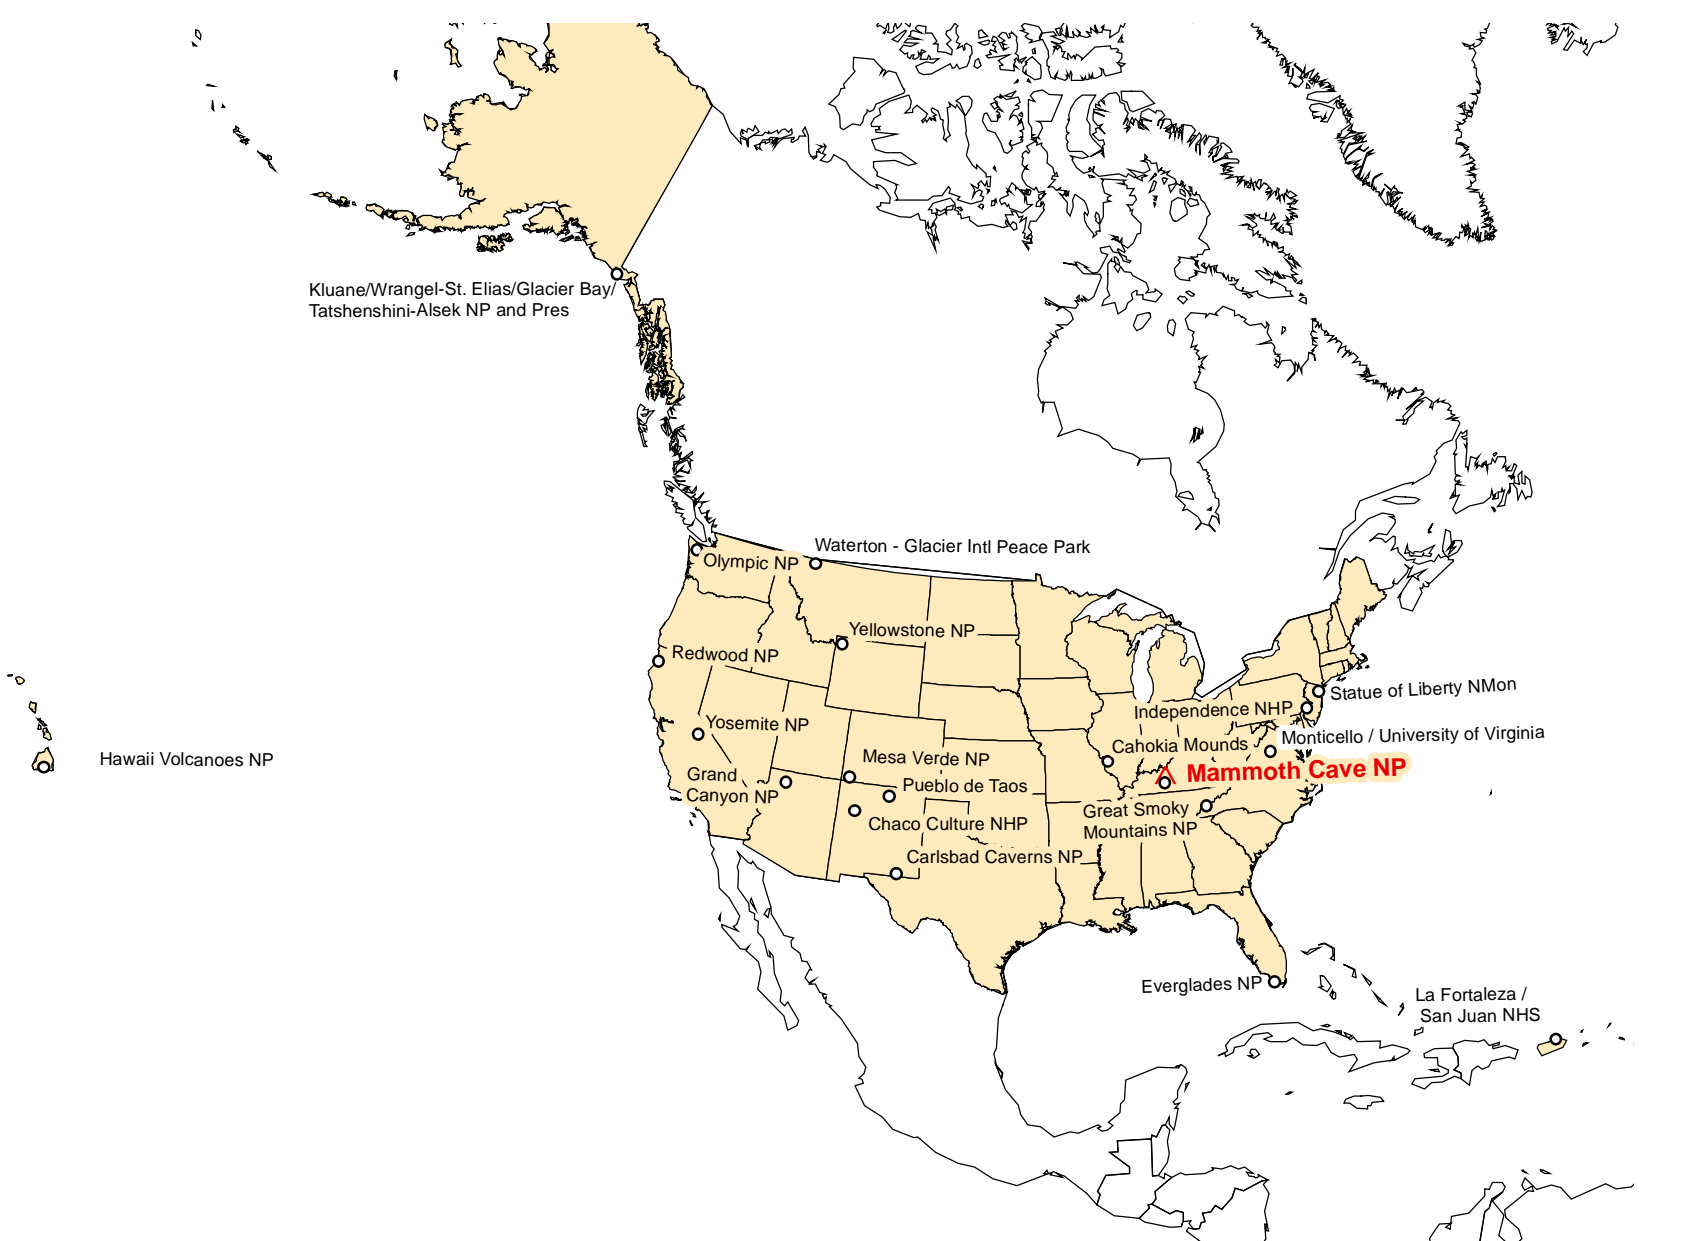 Kluane/Wrangel-St. Elias/Glacier Bay/
Tatshenshini-Alsek NP and Pres
Waterton - Glacier Intl Peace Park
Olympic NP
Yellowstone NP
Redwood NP
Statue of Liberty NMon
Independence NHP
Yosemite NP
Monticello / University of Virginia
Cahokia Mounds
Hawaii Volcanoes NP
Mesa Verde NP
Mammoth Cave NP
Grand
Canyon NP
Pueblo de Taos
Great Smoky
Mountains NP
Chaco Culture NHP
Carlsbad Caverns NP
Everglades NP
La Fortaleza /
San Juan NHS